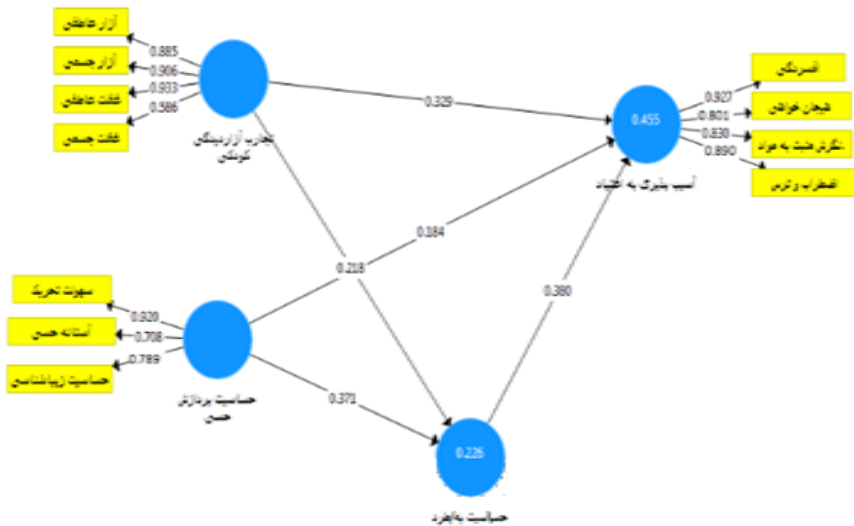 آزار عاطفی
آزار جسمی
غفلت عاطفی
غفلت جسمی
0.885
0.906
0.933
0.586
تجارب آزاردیدگی
کودکی
0.329
0.455
آسیب پذیری به اعتیاد
0.927
0.801
0.830
0.890
افسردگی
هیجان خواهی
نگرش مثبت به مواد
اضطراب و ترس
0.184
0.218
0.380
سهولت تحریک
آستانه حسی
حساسیت زیباشناسی
0.920
0.708
0.789
حساسیت پردازش
حسی
0.371
0.226
حساسیت به طرد